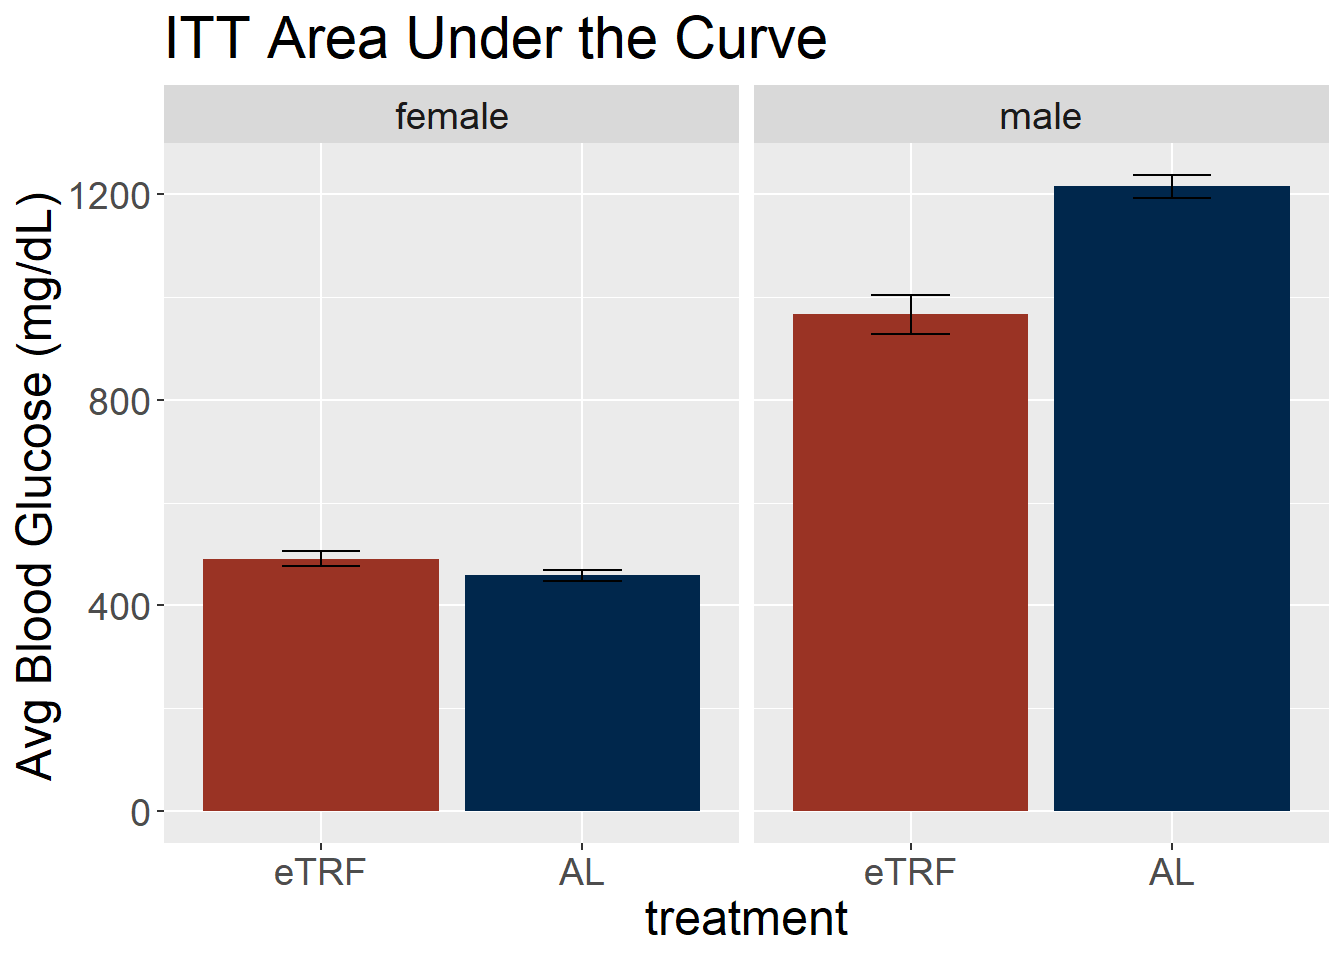 ITT Area Under the Curve
female
male
Avg Blood Glucose (mg/dL)
1200
800
400
0
eTRF
AL
eTRF
AL
treatment